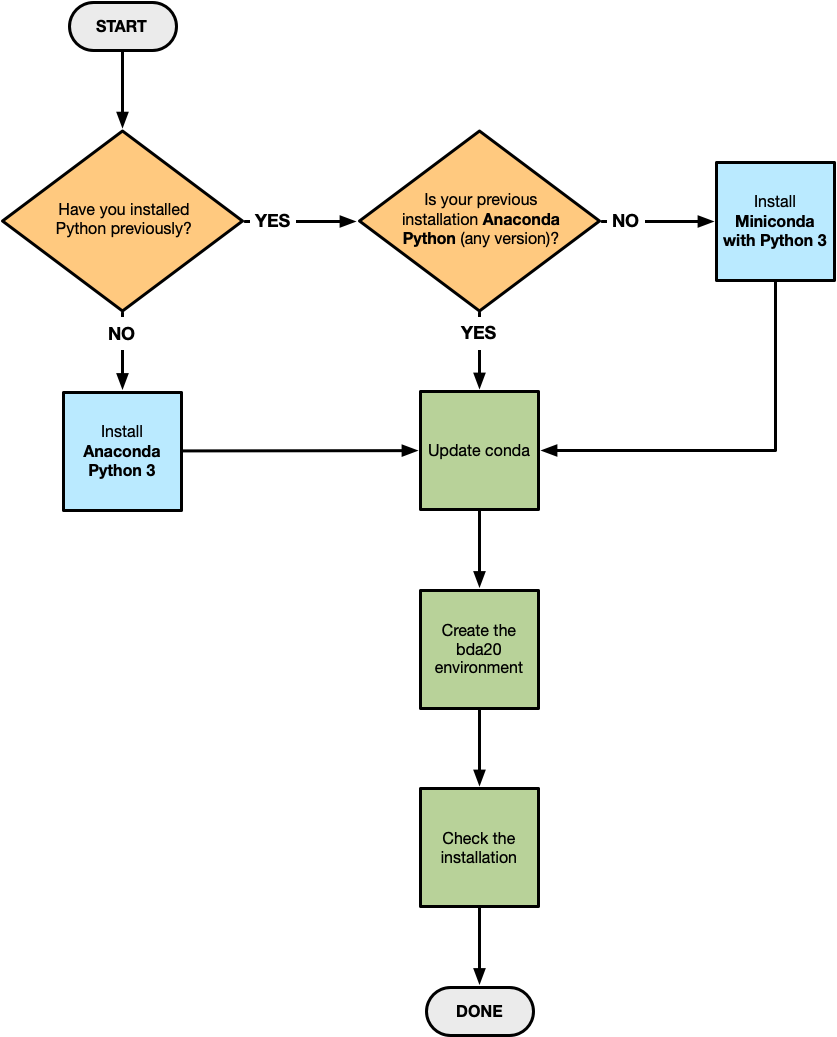 START
Have you installed
Python previously?
YES
Is your previous
installation Anaconda
Python (any version)?
NO
Install
Miniconda
with Python 3
NO
YES
Install
Anaconda
Python 3
Update conda
Create the
bda20
environment
Check the
installation
DONE